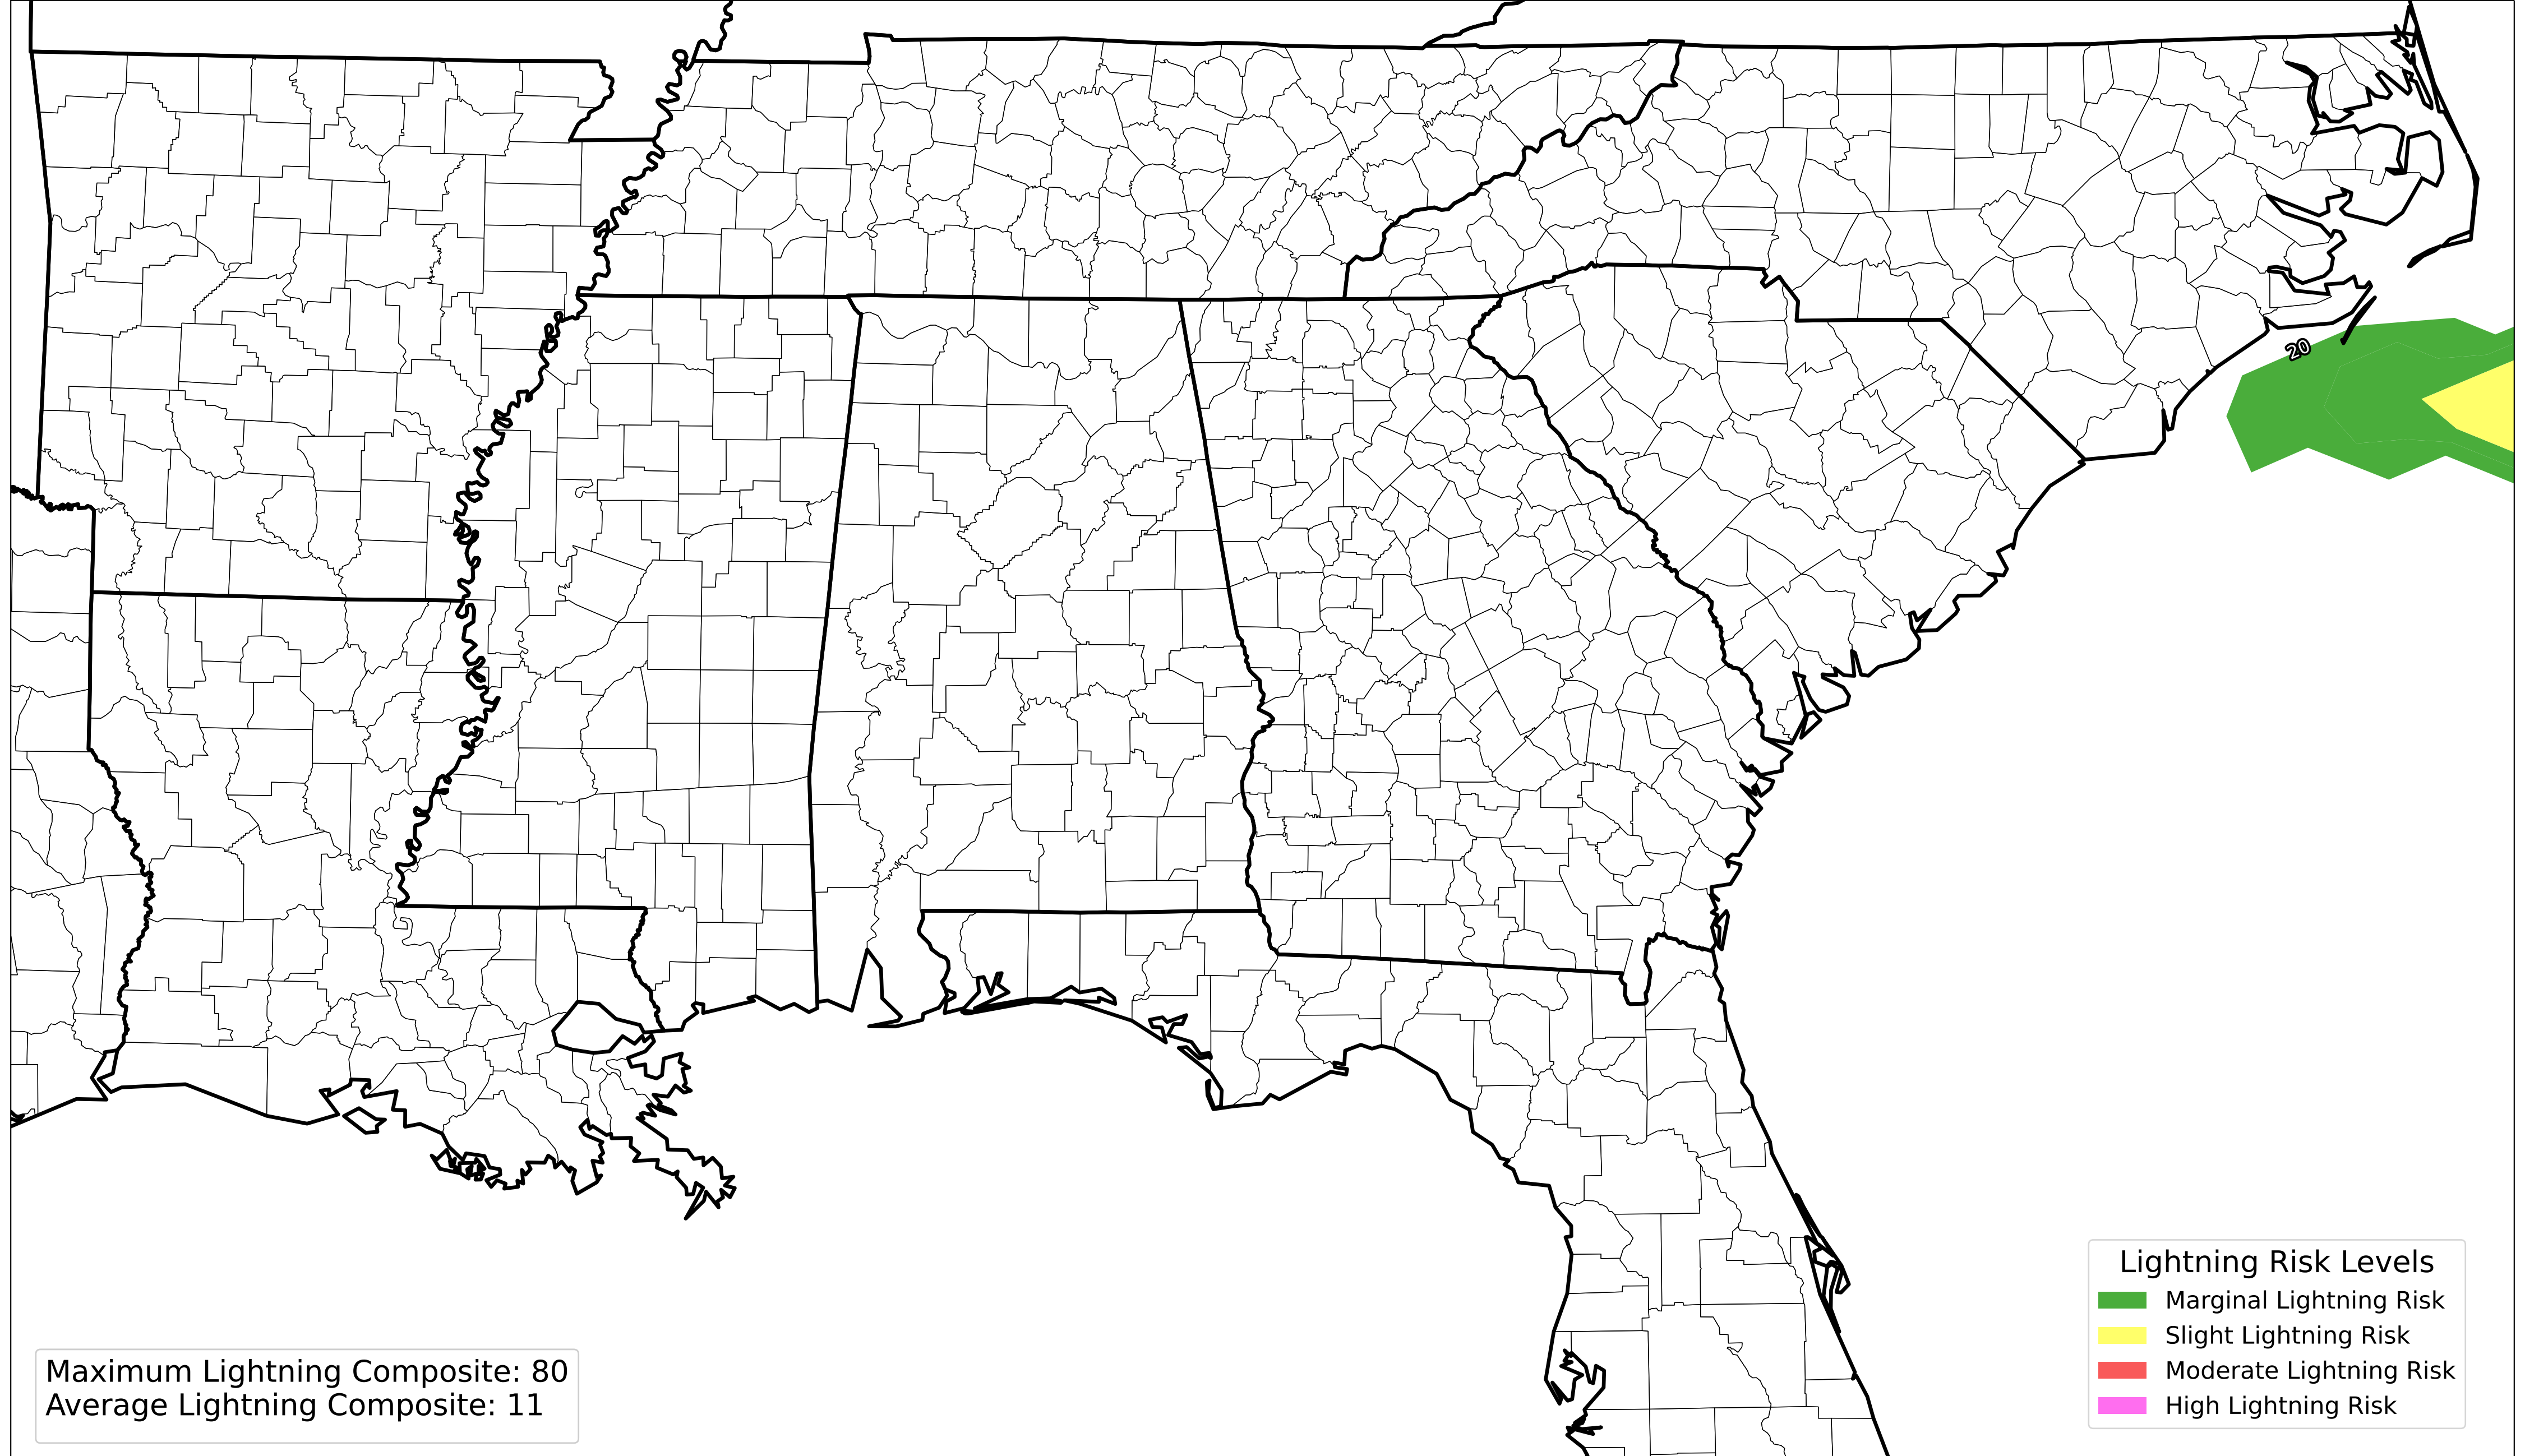 20
Lightning Risk Levels
Marginal Lightning Risk
Slight Lightning Risk
Moderate Lightning Risk
High Lightning Risk
Maximum Lightning Composite: 80
Average Lightning Composite: 11